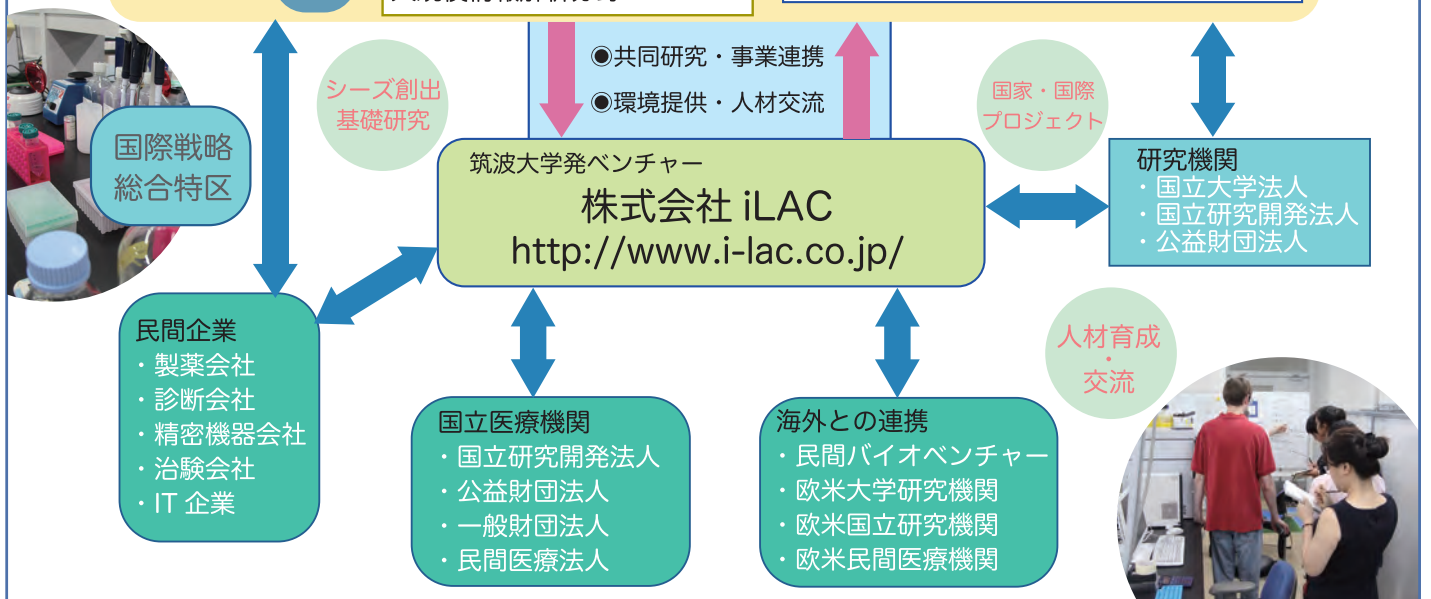 ●共同研究・事業連携
●環境提供・人材交流
シーズ創出
基礎研究
国家・国際
プロジェクト
国際戦略
総合特区
筑波大学発ベンチャー
株式会社 iLAC
http://www.i-lac.co.jp/
研究機関
・国立大学法人
・国立研究開発法人
・公益財団法人
民間企業
・製薬会社
・診断会社
・精密機器会社
・治験会社
・IT 企業
国立医療機関
・国立研究開発法人
・公益財団法人
・一般財団法人
・民間医療法人
海外との連携
・民間バイオベンチャー
・欧米大学研究機関
・欧米国立研究機関
・欧米民間医療機関
人材育成
・
交流